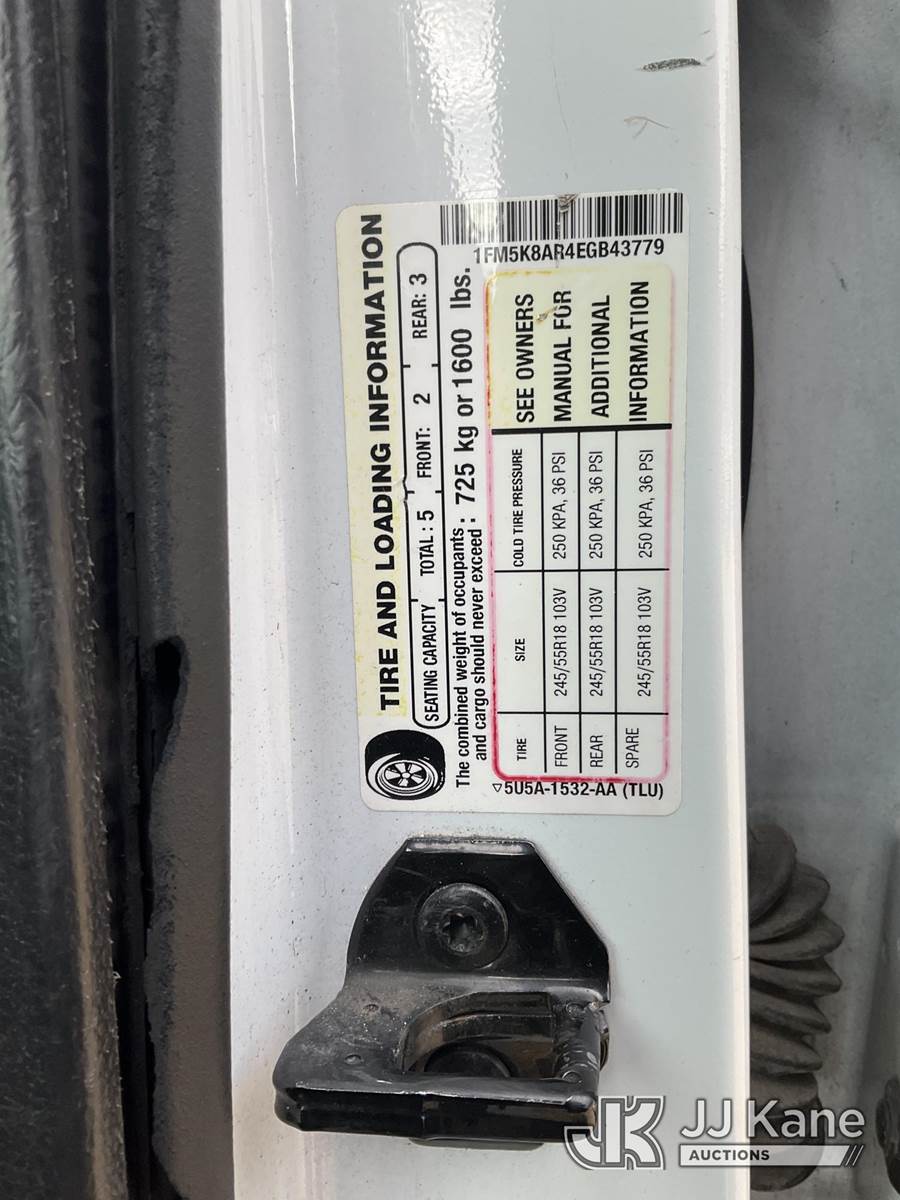 1FM5K8AR4EGB43779
TIRE AND LOADING INFORMATION
SEATING CAPACITY TOTAL : 5 FRONT: 2 REAR: 3
The combined weight of occupants
and cargo should never exceed : 725 kg or 1600 lbs.
TIRE SIZE COLD TIRE PRESSURE SEE OWNERS
FRONT 245/55R18 103V 250 KPA, 36 PSI MANUAL FOR
REAR 245/55R18 103V 250 KPA, 36 PSI ADDITIONAL
SPARE 245/55R18 103V 250 KPA, 36 PSI INFORMATION
▽5U5A-1532-AA (TLU)
JK JJ Kane
AUCTIONS